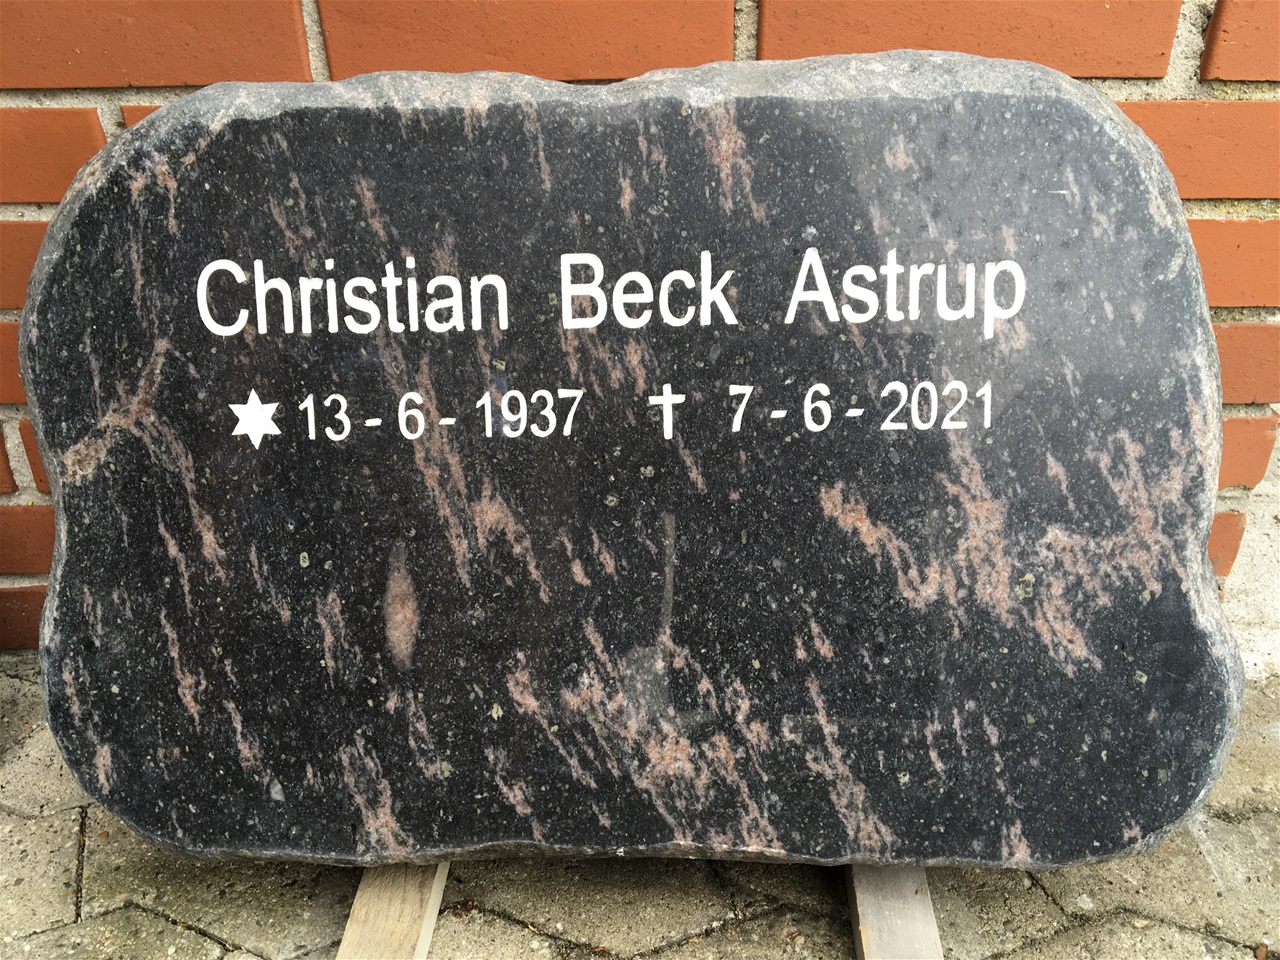 Christian Beck Astrup
✶ 13 - 6 - 1937 ✝ 7 - 6 - 2021